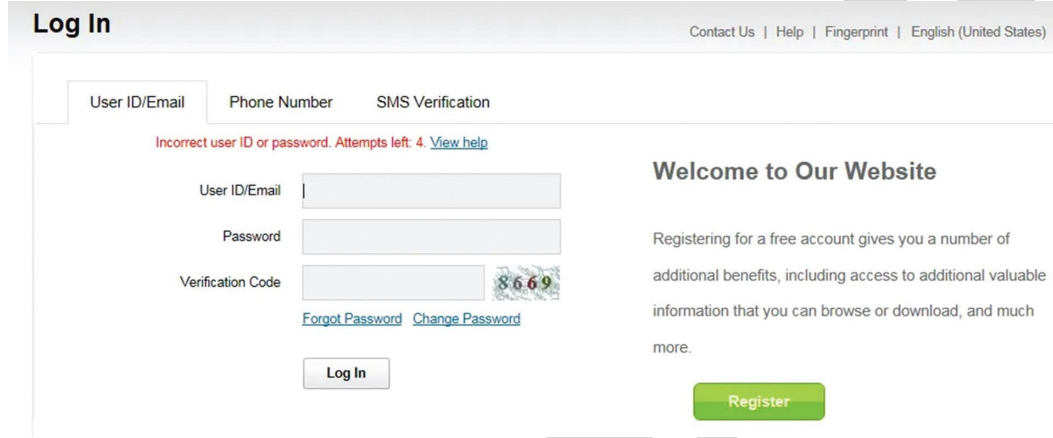 Log In
Contact Us | Help | Fingerprint | English (United States)
User ID/Email Phone Number SMS Verification
Incorrect user ID or password. Attempts left: 4. View help
User ID/Email
Password
Verification Code 8669
Forgot Password Change Password
Log In
Welcome to Our Website
Registering for a free account gives you a number of
additional benefits, including access to additional valuable
information that you can browse or download, and much
more.
Register